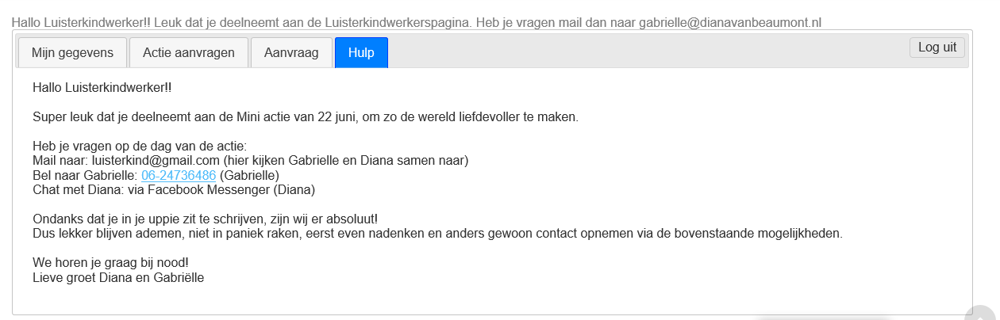 Hallo Luisterkindwerker!! Leuk dat je deelneemt aan de Luisterkindwerkerspagina. Heb je vragen mail dan naar gabrielle@dianavanbeaumont.nl
Mijn gegevens Actie aanvragen Aanvraag Hulp Log uit
Hallo Luisterkindwerker!!
Super leuk dat je deelneemt aan de Mini actie van 22 juni, om zo de wereld liefdevoller te maken.
Heb je vragen op de dag van de actie:
Mail naar: luisterkind@gmail.com (hier kijken Gabrielle en Diana samen naar)
Bel naar Gabrielle: 06-24736486 (Gabrielle)
Chat met Diana: via Facebook Messenger (Diana)
Ondanks dat je in je uppie zit te schrijven, zijn wij er absoluut!
Dus lekker blijven ademen, niet in paniek raken, eerst even nadenken en anders gewoon contact opnemen via de bovenstaande mogelijkheden.
We horen je graag bij nood!
Lieve groet Diana en Gabriëlle